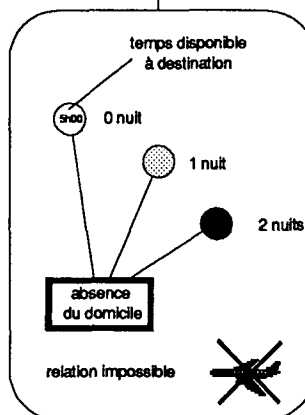 temps disponible
à destination
5h00
0 nuit
1 nuit
2 nuits
absence
du domicile
relation impossible